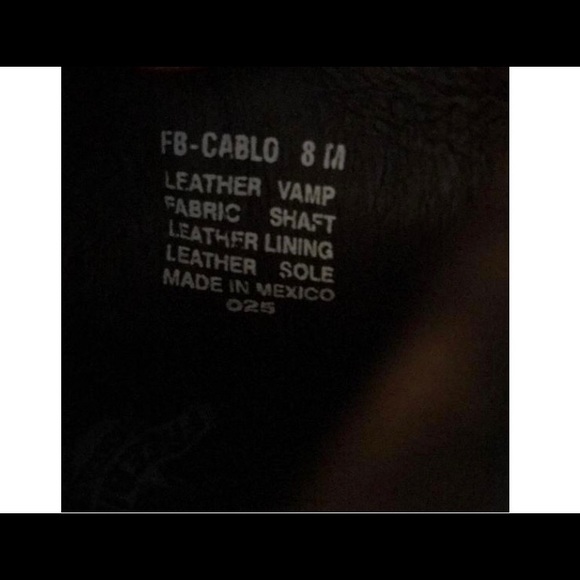 FB-CABLO 8 M
LEATHER VAMP
FABRIC SHAFT
LEATHER LINING
LEATHER SOLE
MADE IN MEXICO
025